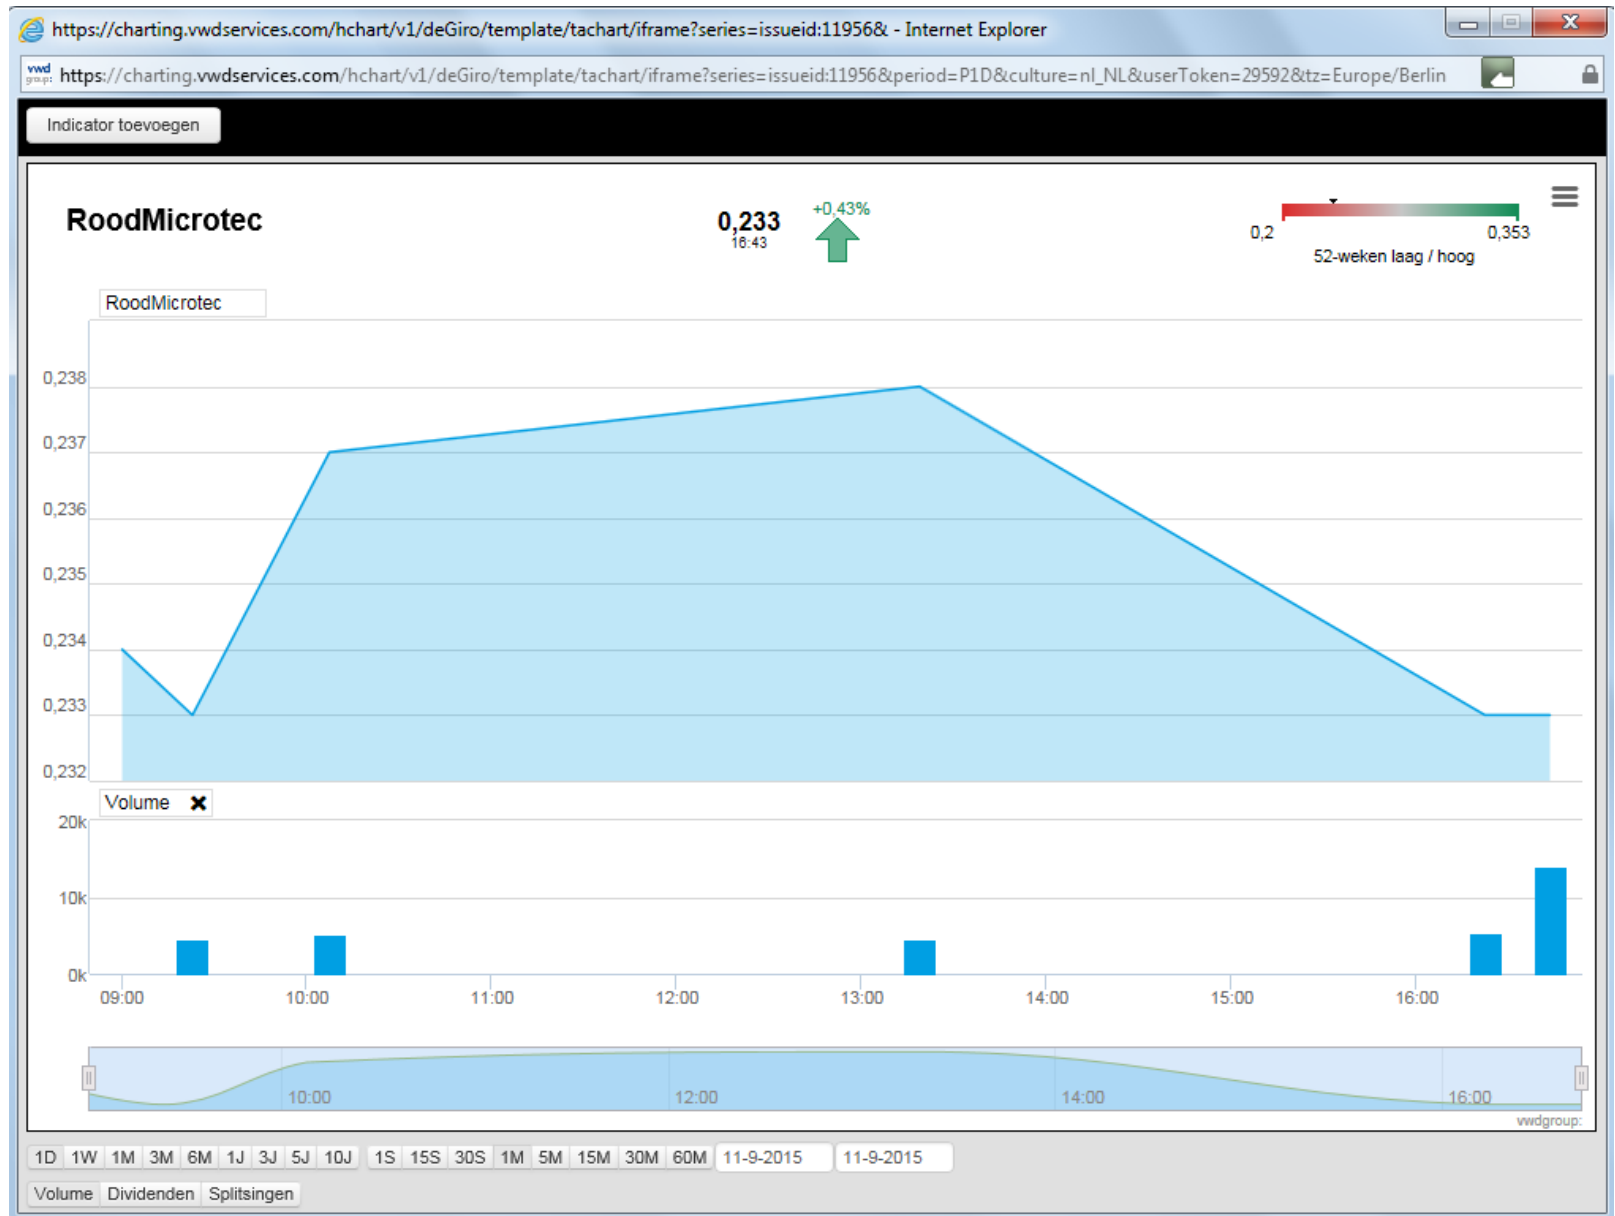 https://charting.vwdservices.com/hchart/v1/deGiro/template/tachart/iframe?series=issueid:11956& - Internet Explorer
vwd group: https://charting.vwdservices.com/hchart/v1/deGiro/template/tachart/iframe?series=issueid:11956&period=P1D&culture=nl_NL&userToken=29592&tz=Europe/Berlin
Indicator toevoegen
RoodMicrotec
0,233
16:43
+0,43%
0,2 0,353
52-weken laag / hoog
RoodMicrotec
0,238
0,237
0,236
0,235
0,234
0,233
0,232
Volume ✖
20k
10k
0k
09:00 10:00 11:00 12:00 13:00 14:00 15:00 16:00
10:00 12:00 14:00 16:00
vwdgroup:
1D 1W 1M 3M 6M 1J 3J 5J 10J 1S 15S 30S 1M 5M 15M 30M 60M 11-9-2015 11-9-2015
Volume Dividenden Splitsingen